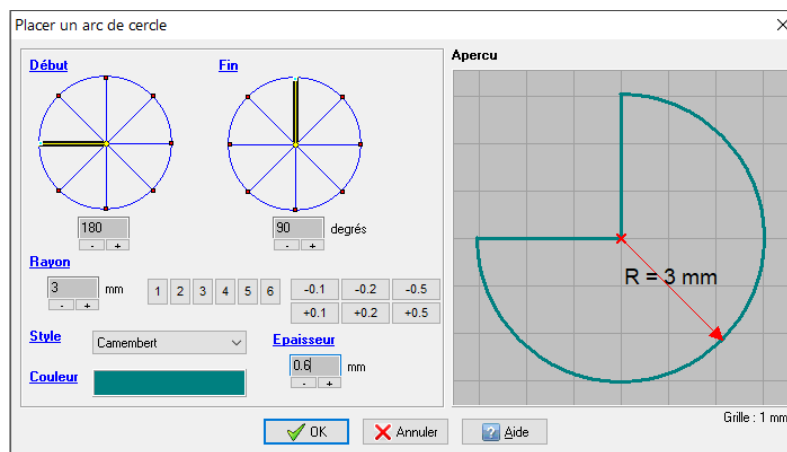 Placer un arc de cercle
Début
Fin
180
- +
90 degrés
- +
Rayon
3 mm
- +
1 2 3 4 5 6
-0.1 -0.2 -0.5
+0.1 +0.2 +0.5
Style
Camembert
Epaisseur
0.6 mm
- +
Couleur
OK
Annuler
? Aide
Apercu
R = 3 mm
Grille : 1 mm